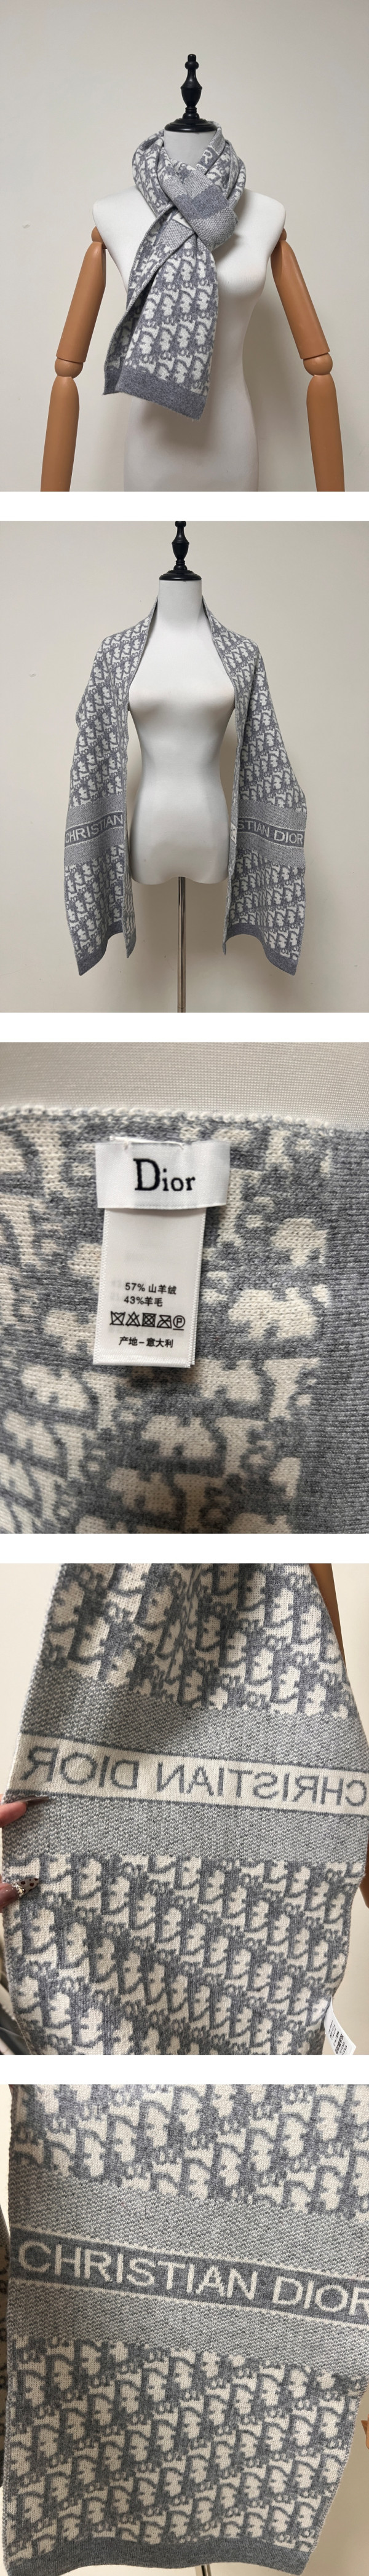 CHRISTIAN
STIAN DIOR
Dior
57% 山羊绒
43%羊毛
产地-意大利
CHRISTIAN DIOR
CHRISTIAN DIOR